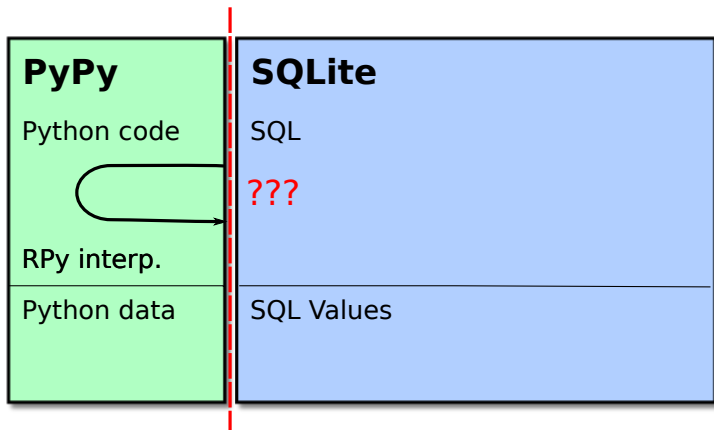 PyPy
Python code
RPy interp.
Python data
SQLite
SQL
???
SQL Values